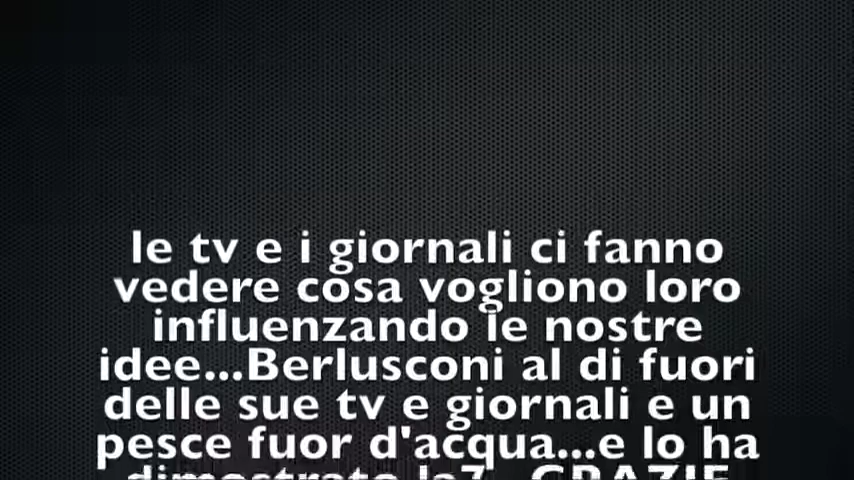 le tv e i giornali ci fanno
vedere cosa vogliono loro
influenzando le nostre
idee...Berlusconi al di fuori
delle sue tv e giornali e un
pesce fuor d'acqua...e lo ha
dimostrato la7...GRAZIE